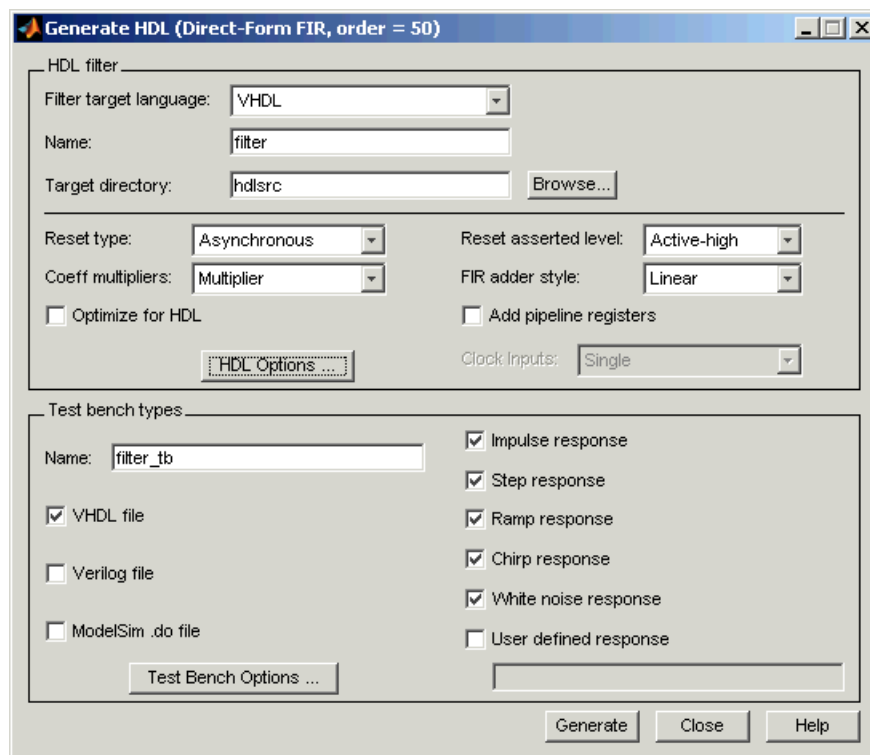 Generate HDL (Direct-Form FIR, order = 50)
HDL filter
Filter target language: VHDL
Name: filter
Target directory: hdlsrc Browse...
Reset type: Asynchronous Reset asserted level: Active-high
Coeff multipliers: Multiplier FIR adder style: Linear
Optimize for HDL Add pipeline registers
HDL Options ... Clock Inputs: Single
Test bench types
Name: filter_tb
VHDL file
Verilog file
ModelSim .do file
Test Bench Options ...
Impulse response
Step response
Ramp response
Chirp response
White noise response
User defined response
Generate Close Help